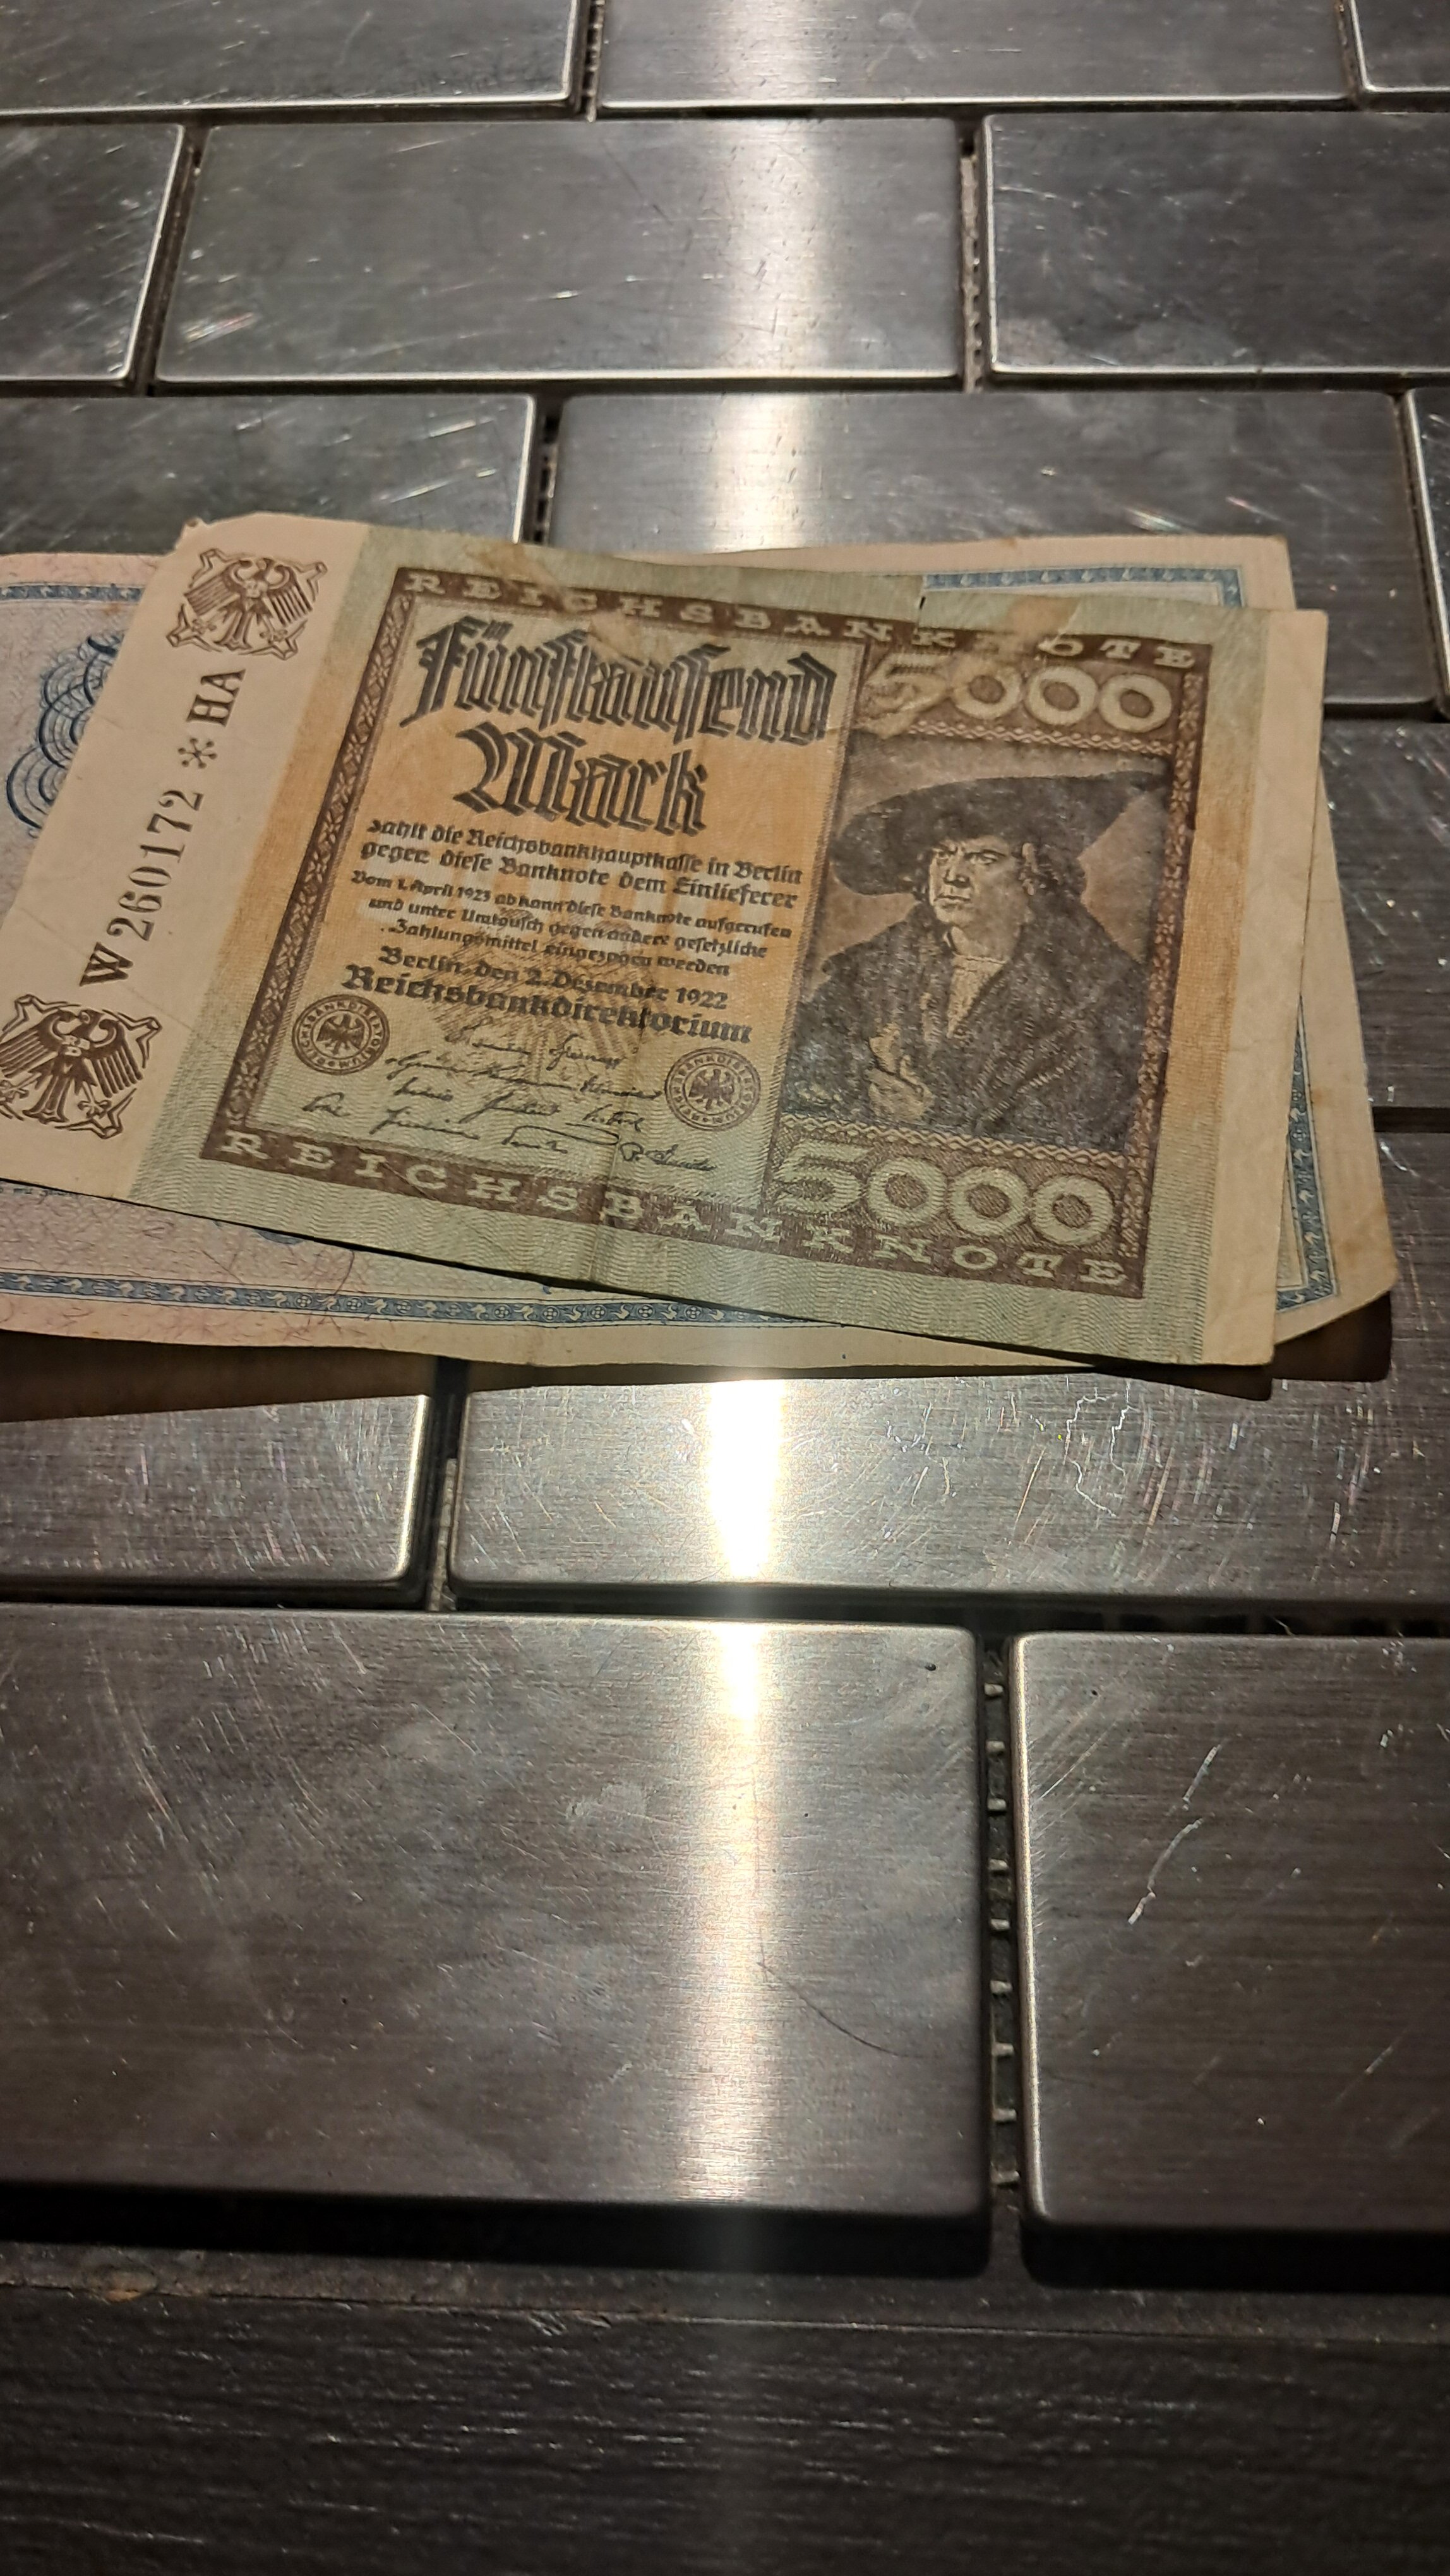 REICHSBANKNOTE
Fünftausend
Mark
5000
zahlt die Reichsbankhauptkasse in Berlin
gegen diese Banknote dem Einlieferer
Vom 1. April 1923 ab kann diese Banknote aufgerufen
und unter Umtausch gegen andere gesetzliche
Zahlungsmittel eingezogen werden
Berlin, den 2. Dezember 1922
Reichsbankdirektorium
5000
REICHSBANKNOTE
W260172 * HA